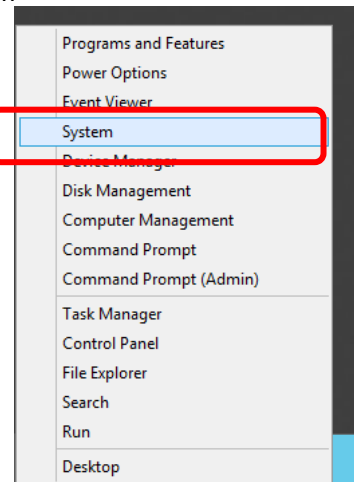 Programs and Features
Power Options
Event Viewer
System
Device Manager
Disk Management
Computer Management
Command Prompt
Command Prompt (Admin)
Task Manager
Control Panel
File Explorer
Search
Run
Desktop